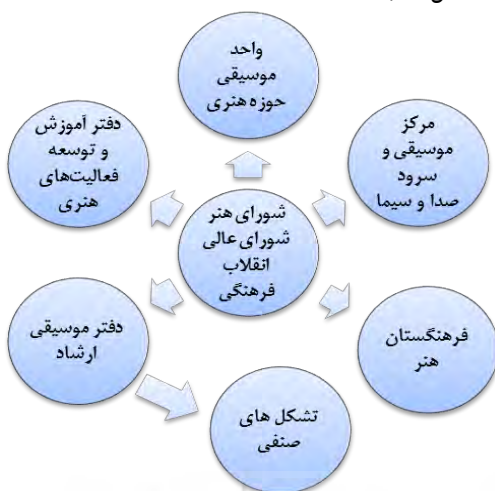 واحد
موسیقی
حوزه هنری
مرکز
موسیقی و
سرود
صدا و سیما
دفتر آموزش
و توسعه
فعالیت‌های
هنری
شورای هنر
شورای عالی
انقلاب
فرهنگی
فرهنگستان
هنر
دفتر موسیقی
ارشاد
تشکل های
صنفی